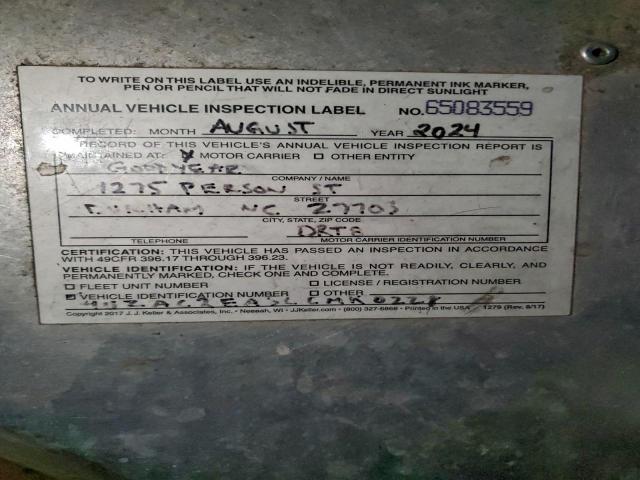 TO WRITE ON THIS LABEL USE AN INDELIBLE, PERMANENT INK MARKER,
PEN OR PENCIL THAT WILL NOT FADE IN DIRECT SUNLIGHT
ANNUAL VEHICLE INSPECTION LABEL NO. 65083559
COMPLETED: MONTH AUGUST YEAR 2024
RECORD OF THIS VEHICLE'S ANNUAL VEHICLE INSPECTION REPORT IS
MAINTAINED AT: MOTOR CARRIER OTHER ENTITY
GOODYEAR
COMPANY / NAME
1275 PERSON ST
STREET
DURHAM NC 27703
CITY, STATE, ZIP CODE
DRTE
TELEPHONE MOTOR CARRIER IDENTIFICATION NUMBER
CERTIFICATION: THIS VEHICLE HAS PASSED AN INSPECTION IN ACCORDANCE
WITH 49CFR 396.17 THROUGH 396.23.
VEHICLE IDENTIFICATION: IF THE VEHICLE IS NOT READILY, CLEARLY, AND
PERMANENTLY MARKED, CHECK ONE AND COMPLETE.
FLEET UNIT NUMBER LICENSE / REGISTRATION NUMBER
VEHICLE IDENTIFICATION NUMBER OTHER
Copyright 2017 J. J. Keller & Associates, Inc. • Neenah, WI • JJKeller.com • (800) 327-6868 • Printed in the USA 1279 (Rev. 8/17)